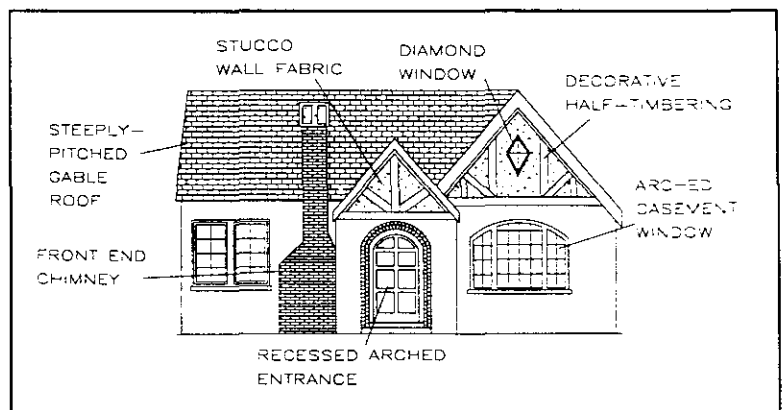 STUCCO
WALL FABRIC
DIAMOND
WINDOW
DECORATIVE
HALF-TIMBERING
STEEPLY-
PITCHED
GABLE
ROOF
ARCHED
CASEMENT
WINDOW
FRONT END
CHIMNEY
RECESSED ARCHED
ENTRANCE